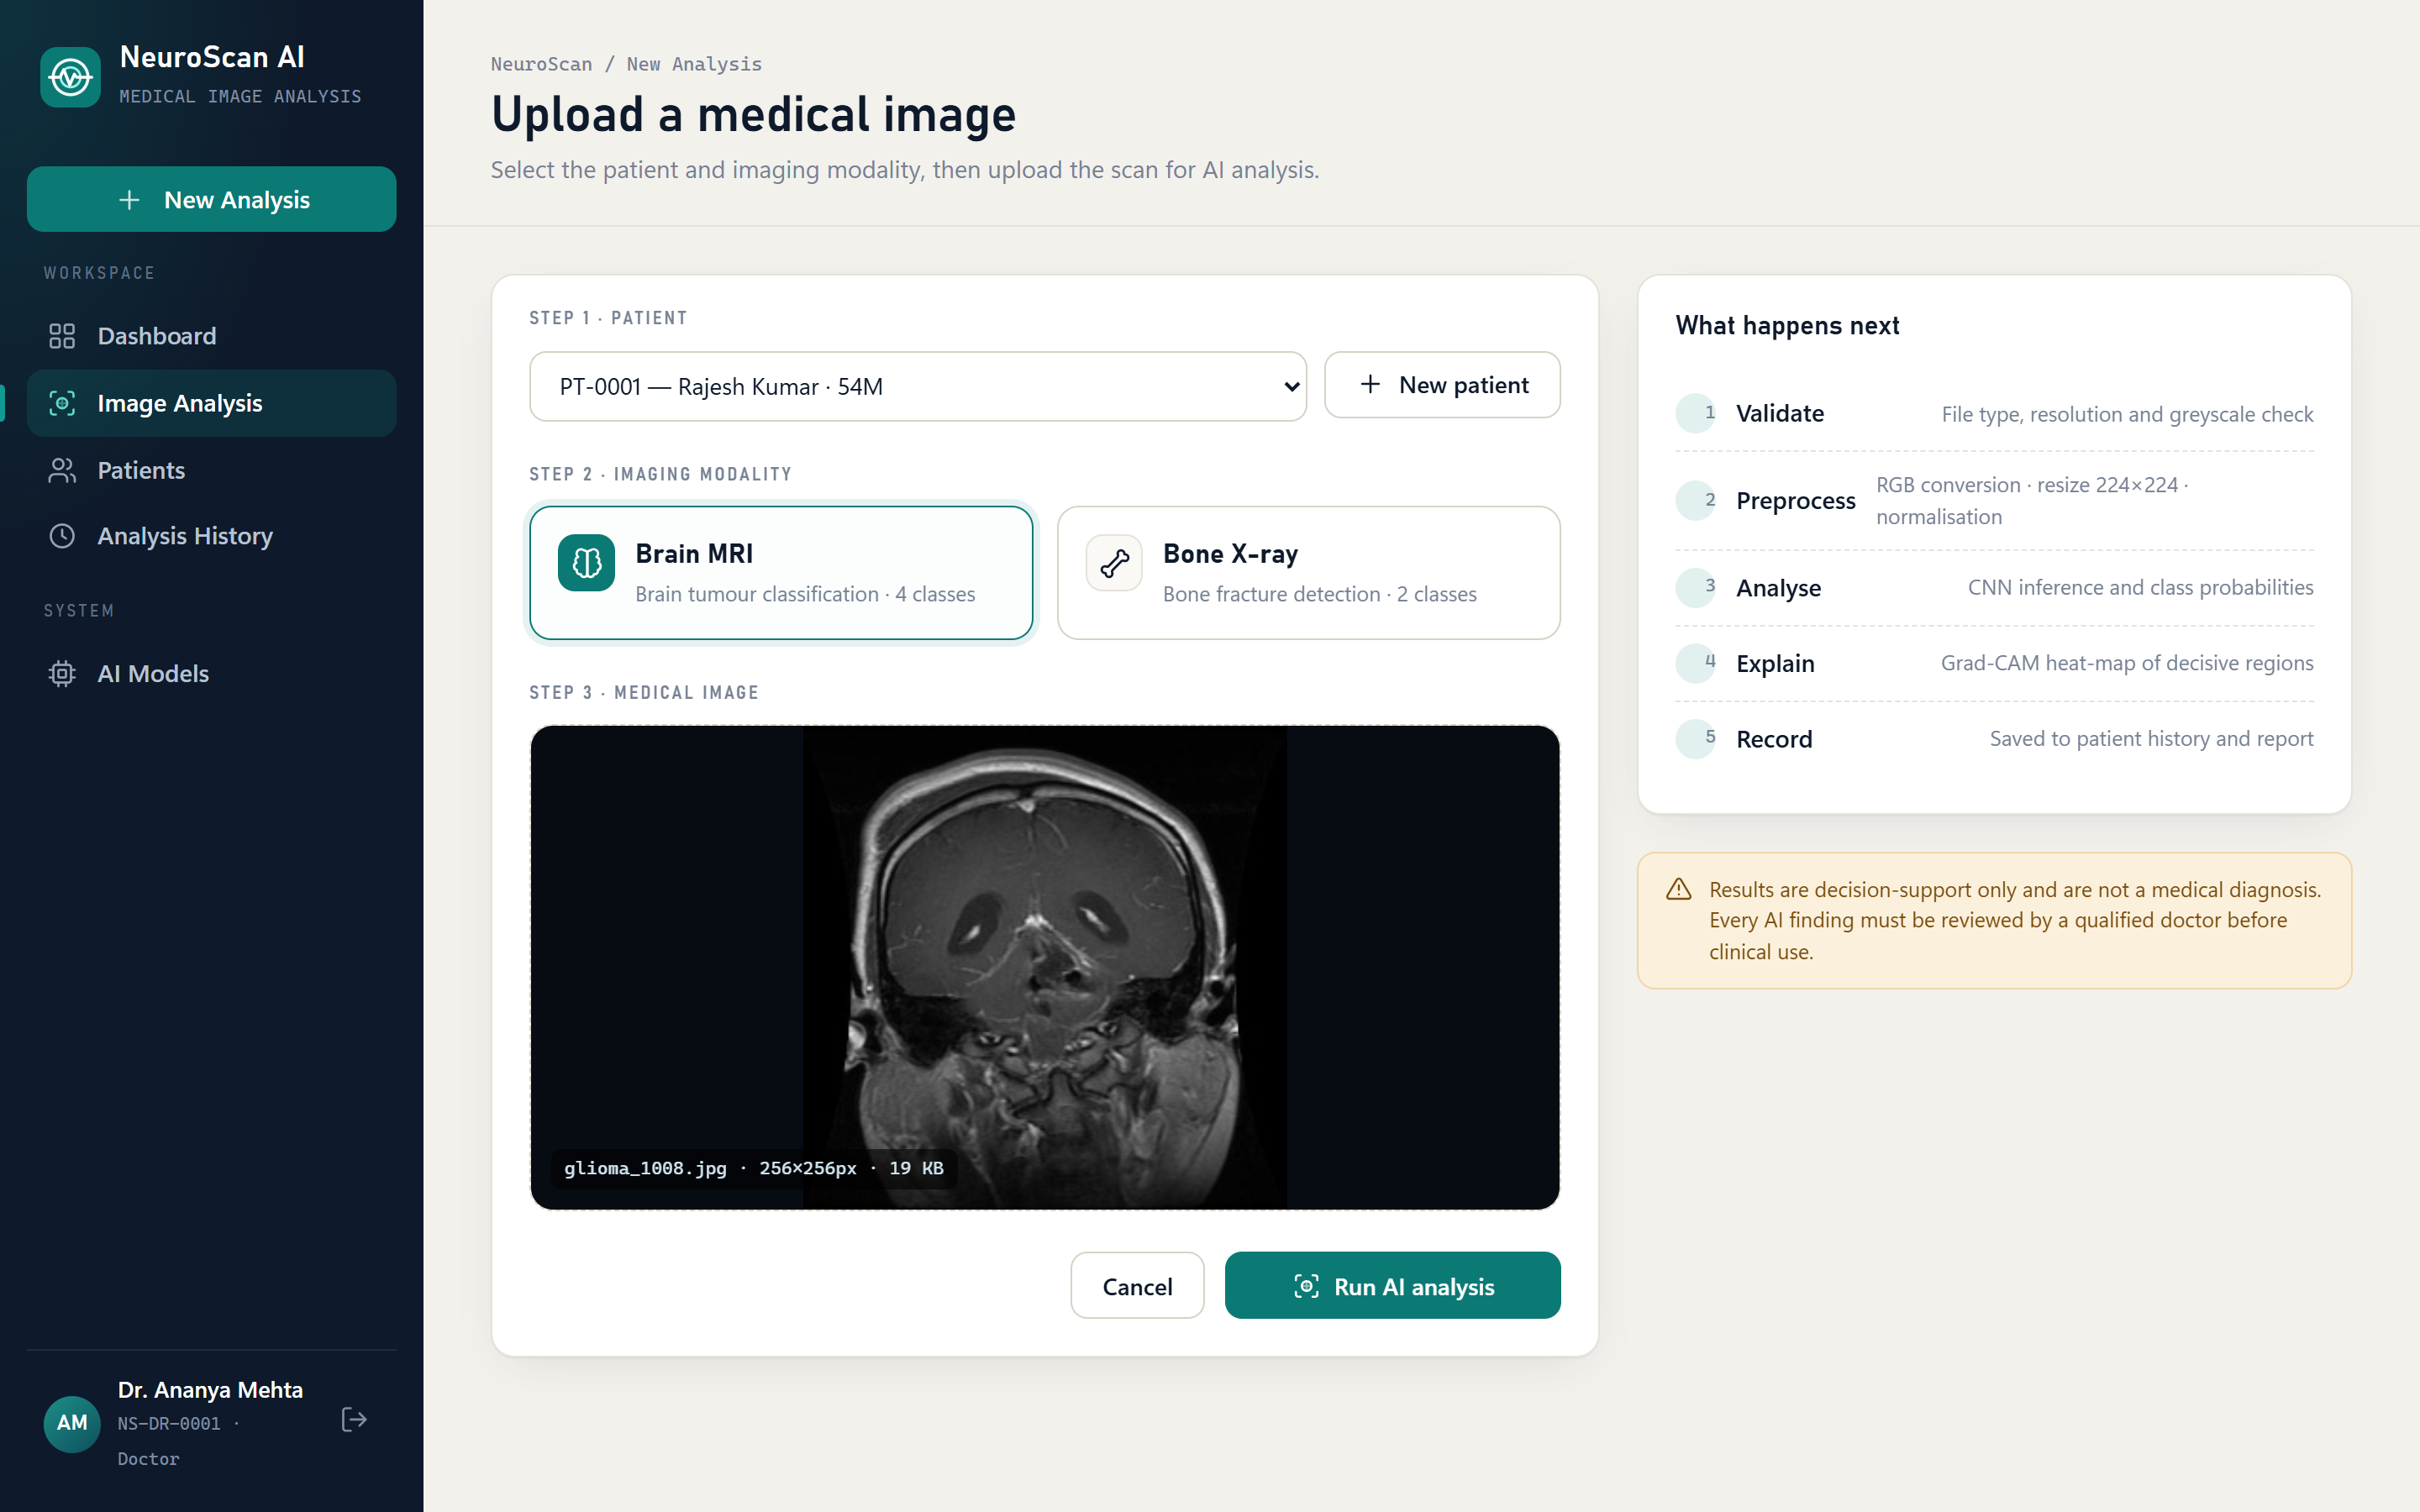 NeuroScan AI
MEDICAL IMAGE ANALYSIS
New Analysis
WORKSPACE
Dashboard
Image Analysis
Patients
Analysis History
SYSTEM
AI Models
AM
Dr. Ananya Mehta
NS-DR-0001 ·
Doctor
NeuroScan / New Analysis
Upload a medical image
Select the patient and imaging modality, then upload the scan for AI analysis.
STEP 1 · PATIENT
PT-0001 — Rajesh Kumar · 54M
New patient
STEP 2 · IMAGING MODALITY
Brain MRI
Brain tumour classification · 4 classes
Bone X-ray
Bone fracture detection · 2 classes
STEP 3 · MEDICAL IMAGE
glioma_1008.jpg · 256×256px · 19 KB
Cancel
Run AI analysis
What happens next
1 Validate File type, resolution and greyscale check
2 Preprocess RGB conversion · resize 224×224 ·
normalisation
3 Analyse CNN inference and class probabilities
4 Explain Grad-CAM heat-map of decisive regions
5 Record Saved to patient history and report
Results are decision-support only and are not a medical diagnosis.
Every AI finding must be reviewed by a qualified doctor before
clinical use.